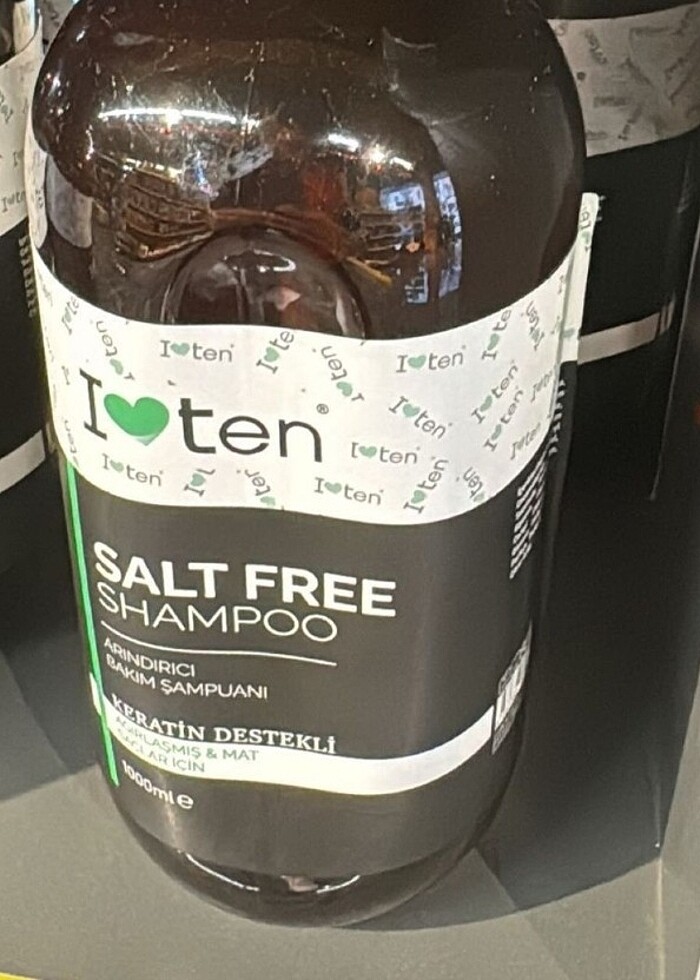 I ten®
SALT FREE
SHAMPOO
ARINDIRICI
BAKIM ŞAMPUANI
KERATİN DESTEKLİ
AĞIRLAŞMIŞ & MAT
SAÇLAR İÇİN
1000ml e